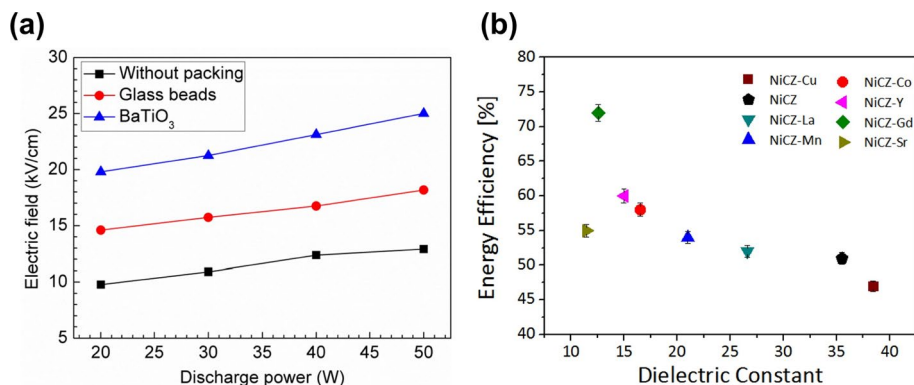 (a)
30
25
20
15
10
5
Electric field (kV/cm)
Without packing
Glass beads
BaTiO₃
20 25 30 35 40 45 50
Discharge power (W)
(b)
80
75
70
65
60
55
50
45
40
Energy Efficiency [%]
NiCZ-Cu NiCZ-Co
NiCZ NiCZ-Y
NiCZ-La NiCZ-Gd
NiCZ-Mn NiCZ-Sr
10 15 20 25 30 35 40
Dielectric Constant